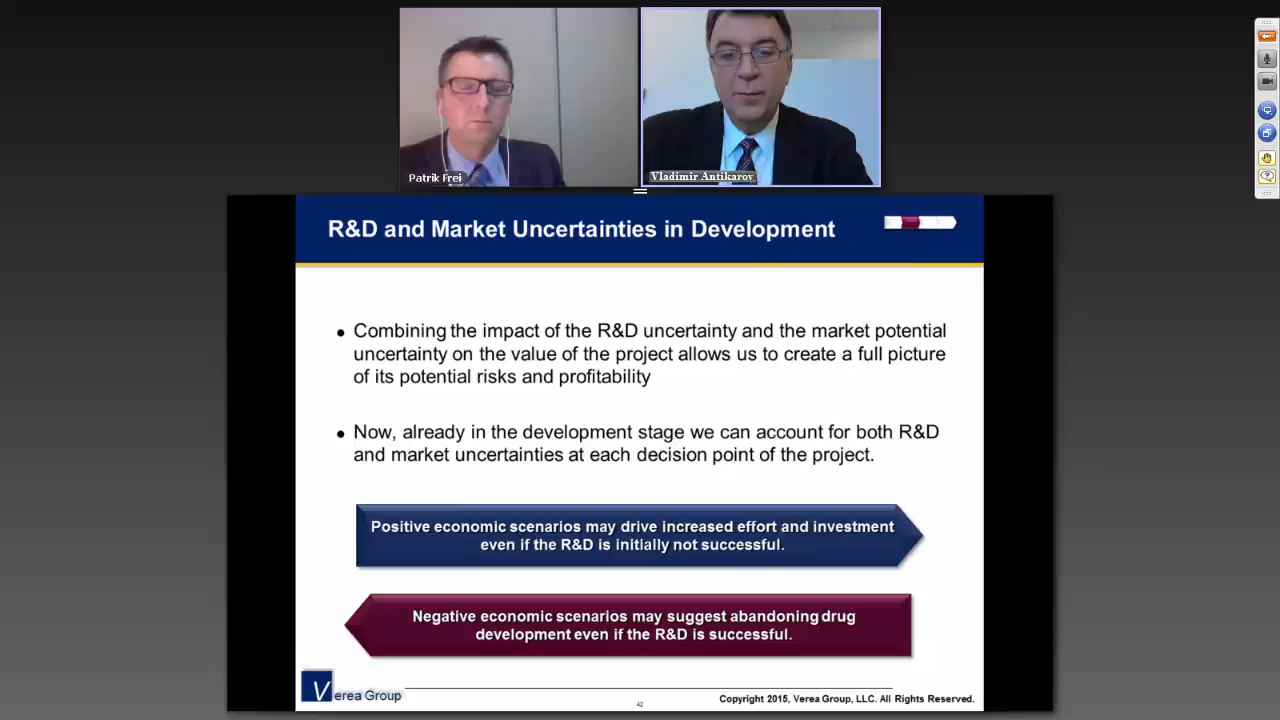 Patrik Frei
Vladimir Antikarov
R&D and Market Uncertainties in Development
• Combining the impact of the R&D uncertainty and the market potential
uncertainty on the value of the project allows us to create a full picture
of its potential risks and profitability
• Now, already in the development stage we can account for both R&D
and market uncertainties at each decision point of the project.
Positive economic scenarios may drive increased effort and investment
even if the R&D is initially not successful.
Negative economic scenarios may suggest abandoning drug
development even if the R&D is successful.
Verea Group
42
Copyright 2015, Verea Group, LLC. All Rights Reserved.